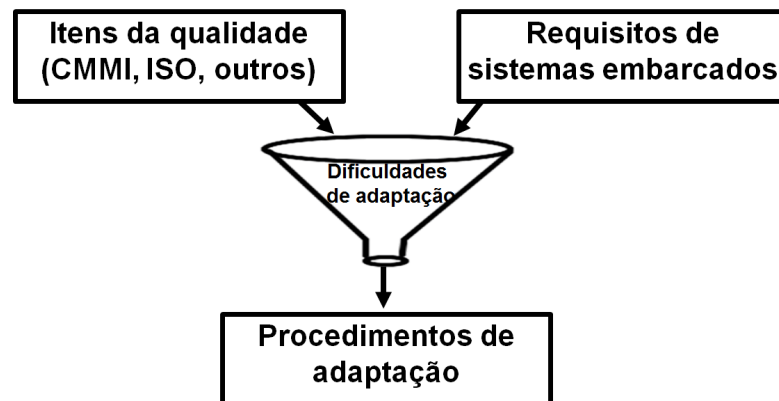 Itens da qualidade
(CMMI, ISO, outros)
Requisitos de
sistemas embarcados
Dificuldades
de adaptação
Procedimentos de
adaptação